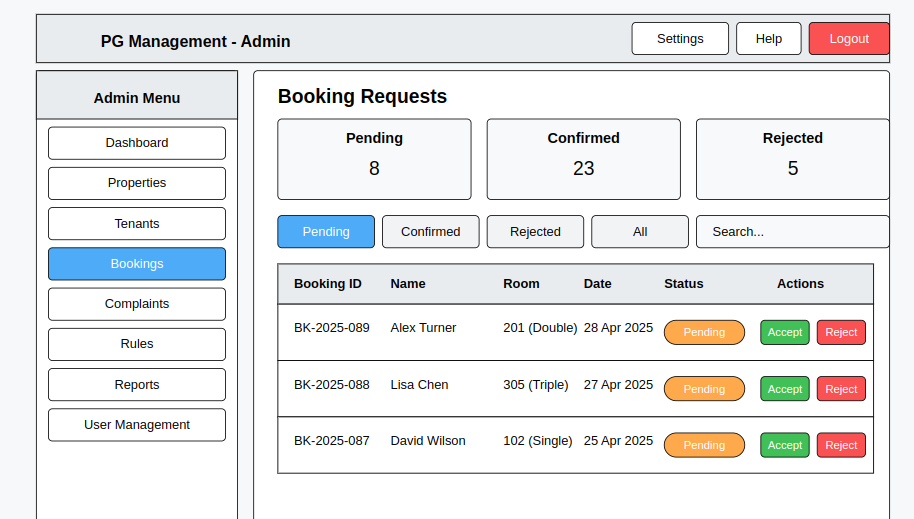 PG Management - Admin Settings Help Logout
Admin Menu
Dashboard
Properties
Tenants
Bookings
Complaints
Rules
Reports
User Management
Booking Requests
Pending Confirmed Rejected
8 23 5
Pending Confirmed Rejected All Search...
Booking ID Name Room Date Status Actions
BK-2025-089 Alex Turner 201 (Double) 28 Apr 2025 Pending Accept Reject
BK-2025-088 Lisa Chen 305 (Triple) 27 Apr 2025 Pending Accept Reject
BK-2025-087 David Wilson 102 (Single) 25 Apr 2025 Pending Accept Reject